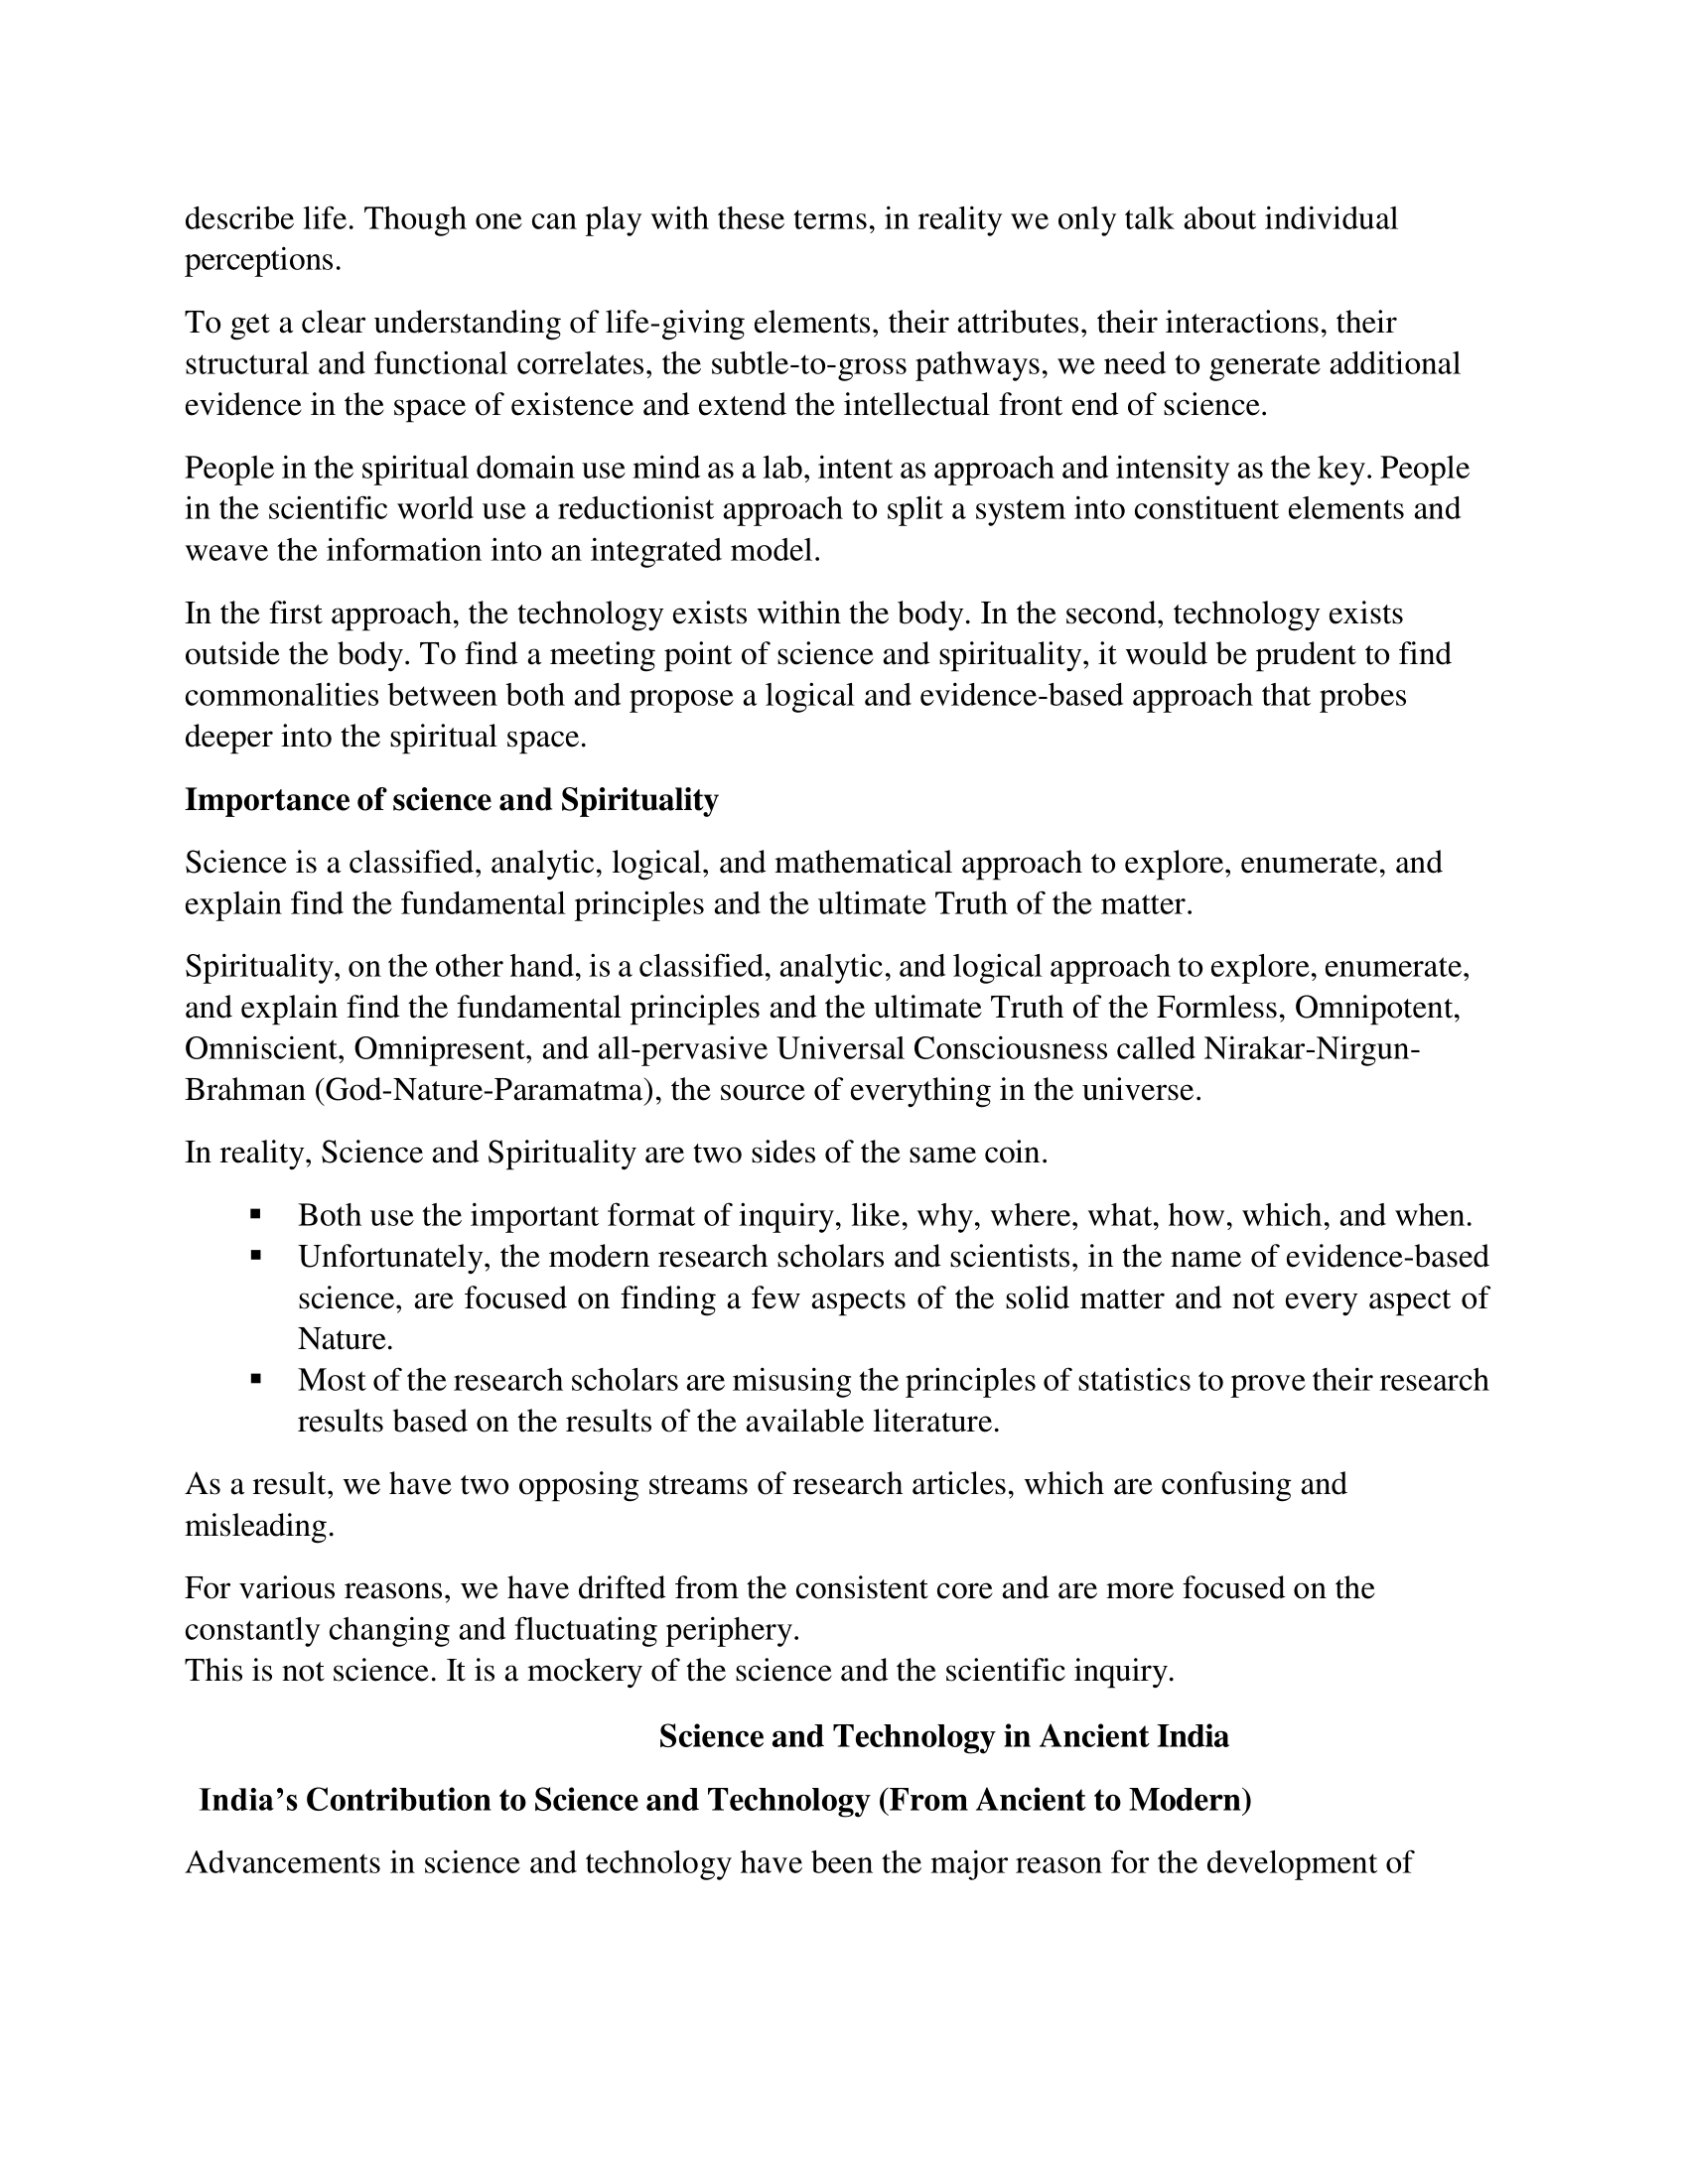 describe life. Though one can play with these terms, in reality we only talk about individual
perceptions.
To get a clear understanding of life-giving elements, their attributes, their interactions, their
structural and functional correlates, the subtle-to-gross pathways, we need to generate additional
evidence in the space of existence and extend the intellectual front end of science.
People in the spiritual domain use mind as a lab, intent as approach and intensity as the key. People
in the scientific world use a reductionist approach to split a system into constituent elements and
weave the information into an integrated model.
In the first approach, the technology exists within the body. In the second, technology exists
outside the body. To find a meeting point of science and spirituality, it would be prudent to find
commonalities between both and propose a logical and evidence-based approach that probes
deeper into the spiritual space.
Importance of science and Spirituality
Science is a classified, analytic, logical, and mathematical approach to explore, enumerate, and
explain find the fundamental principles and the ultimate Truth of the matter.
Spirituality, on the other hand, is a classified, analytic, and logical approach to explore, enumerate,
and explain find the fundamental principles and the ultimate Truth of the Formless, Omnipotent,
Omniscient, Omnipresent, and all-pervasive Universal Consciousness called Nirakar-Nirgun-
Brahman (God-Nature-Paramatma), the source of everything in the universe.
In reality, Science and Spirituality are two sides of the same coin.
▪ Both use the important format of inquiry, like, why, where, what, how, which, and when.
▪ Unfortunately, the modern research scholars and scientists, in the name of evidence-based
science, are focused on finding a few aspects of the solid matter and not every aspect of
Nature.
▪ Most of the research scholars are misusing the principles of statistics to prove their research
results based on the results of the available literature.
As a result, we have two opposing streams of research articles, which are confusing and
misleading.
For various reasons, we have drifted from the consistent core and are more focused on the
constantly changing and fluctuating periphery.
This is not science. It is a mockery of the science and the scientific inquiry.
Science and Technology in Ancient India
India’s Contribution to Science and Technology (From Ancient to Modern)
Advancements in science and technology have been the major reason for the development of